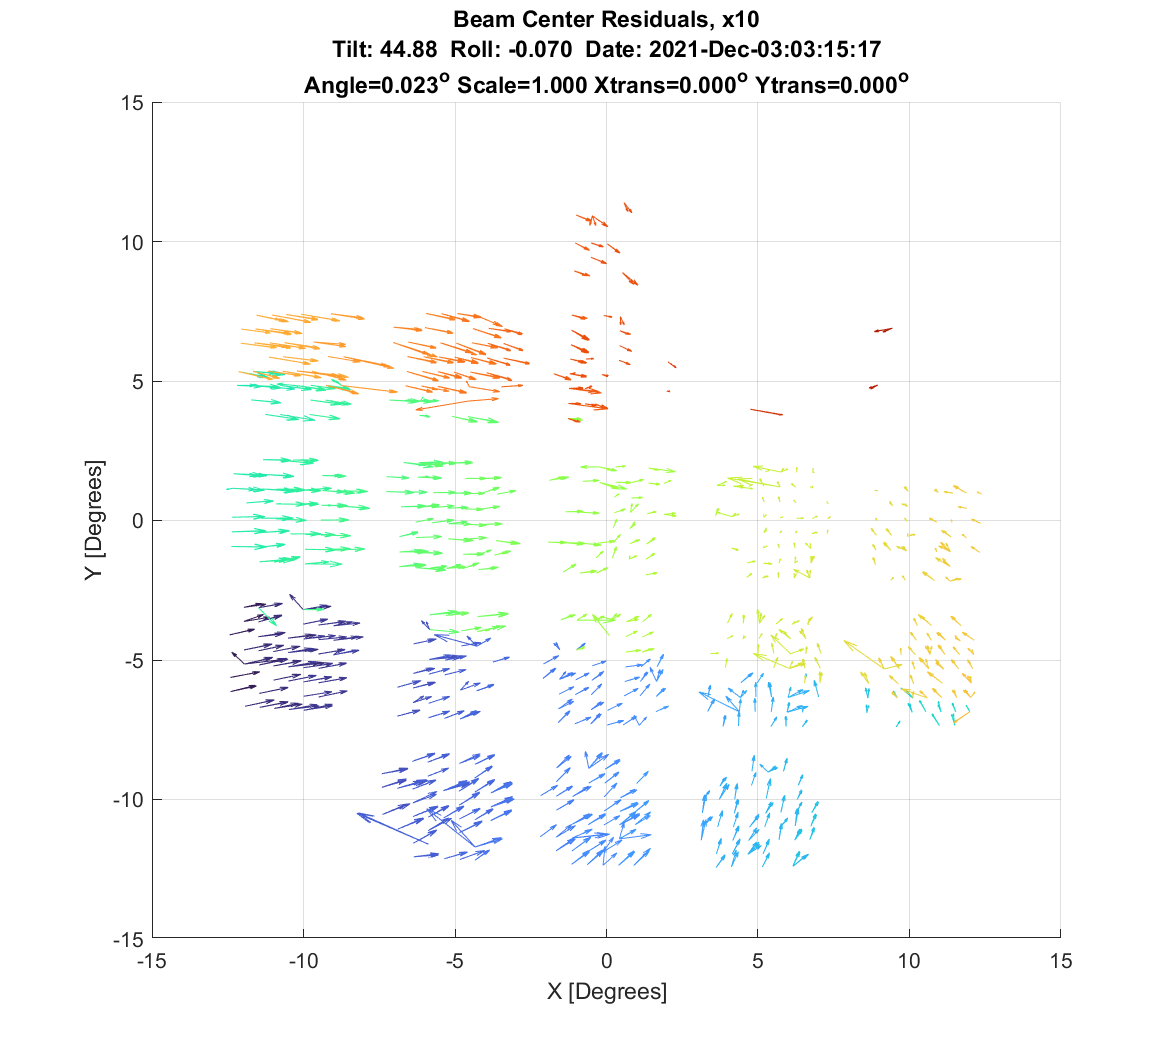 Beam Center Residuals, x10
Tilt: 44.88 Roll: -0.070 Date: 2021-Dec-03:03:15:17
Angle=0.023° Scale=1.000 Xtrans=0.000° Ytrans=0.000°
15
10
5
0
-5
-10
-15
Y [Degrees]
-15 -10 -5 0 5 10 15
X [Degrees]